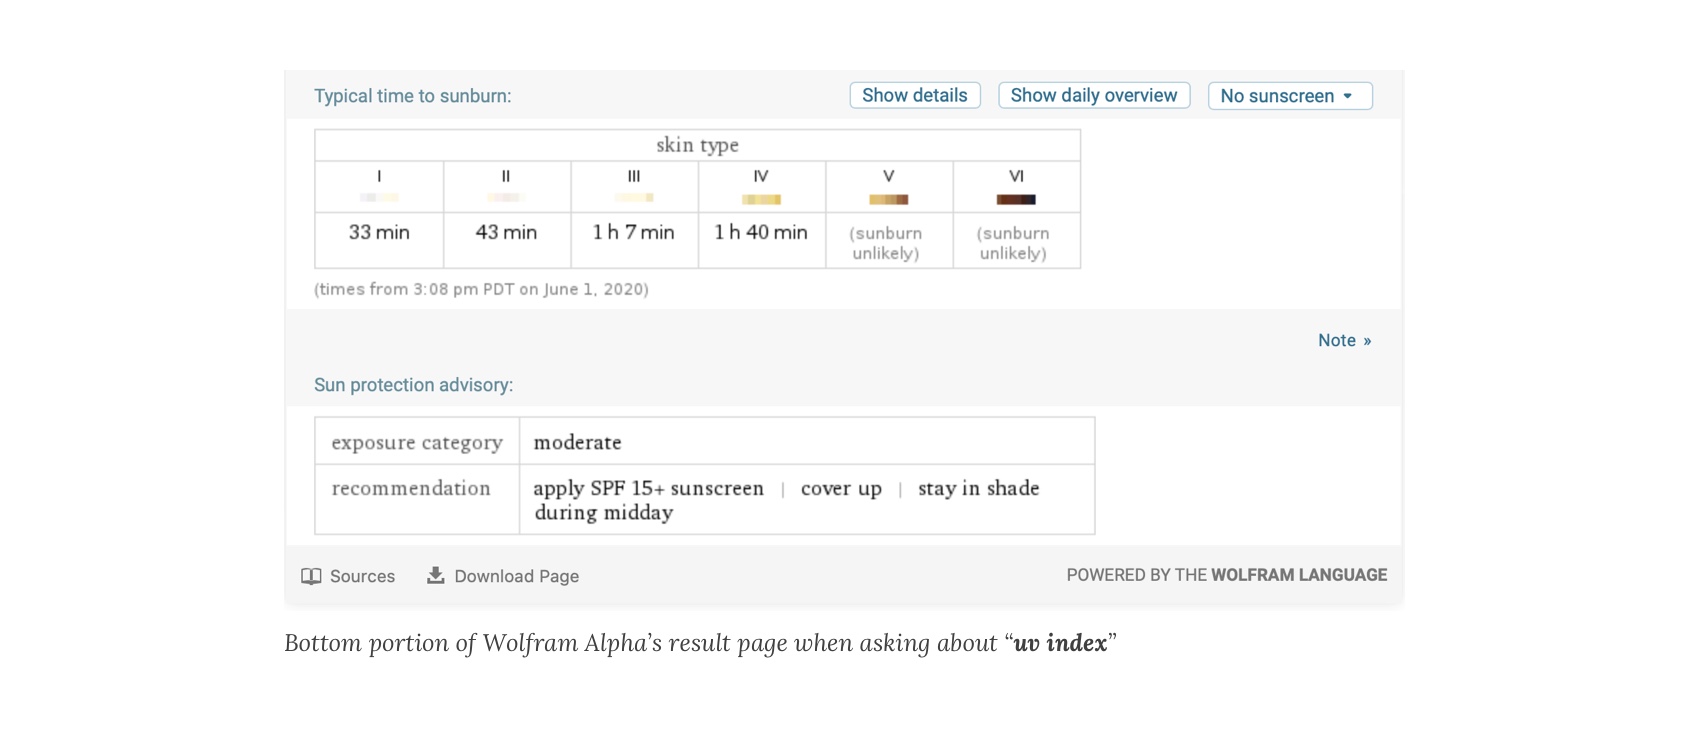 Typical time to sunburn:
Show details
Show daily overview
No sunscreen
skin type
I II III IV V VI
33 min 43 min 1 h 7 min 1 h 40 min (sunburn unlikely) (sunburn unlikely)
(times from 3:08 pm PDT on June 1, 2020)
Note »
Sun protection advisory:
exposure category moderate
recommendation apply SPF 15+ sunscreen | cover up | stay in shade
during midday
Sources
Download Page
POWERED BY THE WOLFRAM LANGUAGE
Bottom portion of Wolfram Alpha’s result page when asking about “uv index”